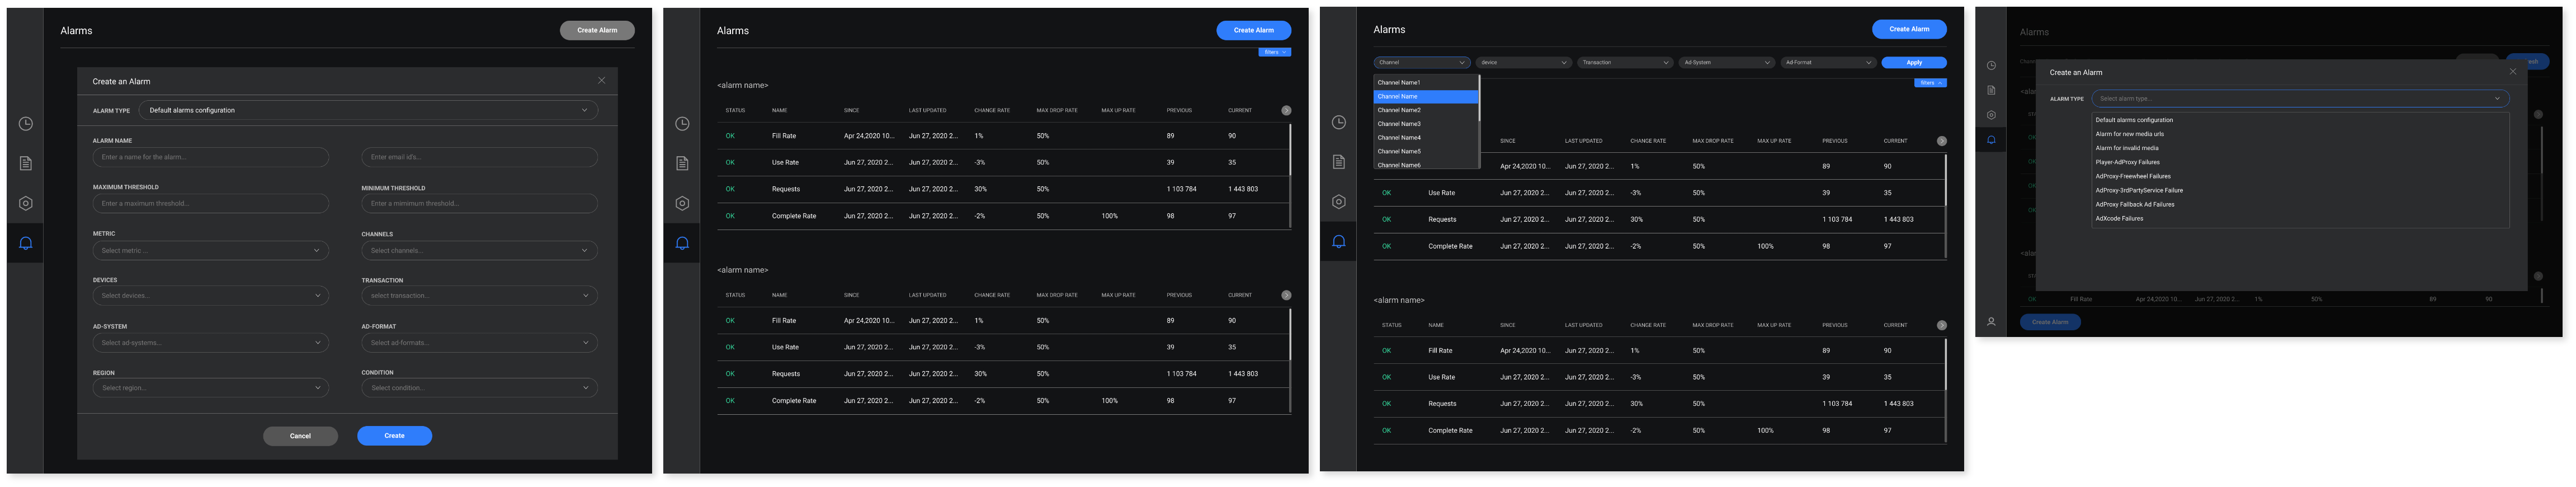 Alarms
Create Alarm
Create an Alarm
ALARM TYPE Default alarms configuration
ALARM NAME
Enter a name for the alarm... Enter email id's...
MAXIMUM THRESHOLD MINIMUM THRESHOLD
Enter a maximum threshold... Enter a mimimum threshold...
METRIC CHANNELS
Select metric ... Select channels...
DEVICES TRANSACTION
Select devices... select transaction...
AD-SYSTEM AD-FORMAT
Select ad-systems... Select ad-formats...
REGION CONDITION
Select region... Select condition...
Cancel Create
Alarms
Create Alarm
filters
<alarm name>
STATUS NAME SINCE LAST UPDATED CHANGE RATE MAX DROP RATE MAX UP RATE PREVIOUS CURRENT
OK Fill Rate Apr 24,2020 10... Jun 27, 2020 2... 1% 50% 89 90
OK Use Rate Jun 27, 2020 2... Jun 27, 2020 2... -3% 50% 39 35
OK Requests Jun 27, 2020 2... Jun 27, 2020 2... 30% 50% 1 103 784 1 443 803
OK Complete Rate Jun 27, 2020 2... Jun 27, 2020 2... -2% 50% 100% 98 97
<alarm name>
STATUS NAME SINCE LAST UPDATED CHANGE RATE MAX DROP RATE MAX UP RATE PREVIOUS CURRENT
OK Fill Rate Apr 24,2020 10... Jun 27, 2020 2... 1% 50% 89 90
OK Use Rate Jun 27, 2020 2... Jun 27, 2020 2... -3% 50% 39 35
OK Requests Jun 27, 2020 2... Jun 27, 2020 2... 30% 50% 1 103 784 1 443 803
OK Complete Rate Jun 27, 2020 2... Jun 27, 2020 2... -2% 50% 100% 98 97
Alarms
Create Alarm
Channel device Transaction Ad-System Ad-Format Apply
filters
Channel Name1
Channel Name
Channel Name2
Channel Name3
Channel Name4
Channel Name5
Channel Name6
SINCE LAST UPDATED CHANGE RATE MAX DROP RATE MAX UP RATE PREVIOUS CURRENT
Apr 24,2020 10... Jun 27, 2020 2... 1% 50% 89 90
OK Use Rate Jun 27, 2020 2... Jun 27, 2020 2... -3% 50% 39 35
OK Requests Jun 27, 2020 2... Jun 27, 2020 2... 30% 50% 1 103 784 1 443 803
OK Complete Rate Jun 27, 2020 2... Jun 27, 2020 2... -2% 50% 100% 98 97
<alarm name>
STATUS NAME SINCE LAST UPDATED CHANGE RATE MAX DROP RATE MAX UP RATE PREVIOUS CURRENT
OK Fill Rate Apr 24,2020 10... Jun 27, 2020 2... 1% 50% 89 90
OK Use Rate Jun 27, 2020 2... Jun 27, 2020 2... -3% 50% 39 35
OK Requests Jun 27, 2020 2... Jun 27, 2020 2... 30% 50% 1 103 784 1 443 803
OK Complete Rate Jun 27, 2020 2... Jun 27, 2020 2... -2% 50% 100% 98 97
Alarms
Create an Alarm
ALARM TYPE Select alarm type...
Default alarms configuration
Alarm for new media urls
Alarm for invalid media
Player-AdProxy Failures
AdProxy-Freewheel Failures
AdProxy-3rdPartyService Failure
AdProxy Fallback Ad Failures
AdXcode Failures
OK Fill Rate Apr 24,2020 10... Jun 27, 2020 2... 1% 50% 89 90
Create Alarm